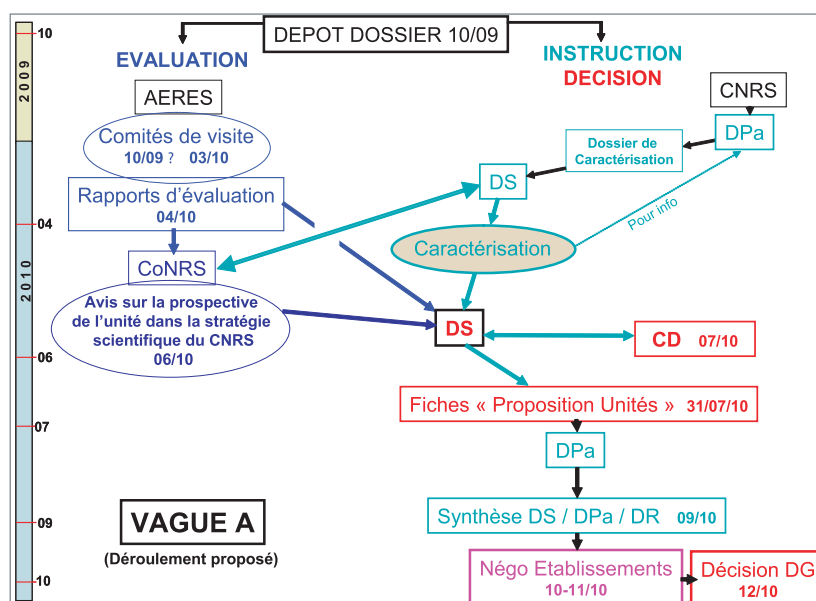 DEPOT DOSSIER 10/09
EVALUATION
INSTRUCTION
DECISION
AERES
CNRS
Comités de visite
10/09 ? 03/10
DPa
Dossier de
Caractérisation
Rapports d'évaluation
04/10
DS
Pour info
Caractérisation
CoNRS
Avis sur la prospective
de l'unité dans la stratégie
scientifique du CNRS
06/10
DS
CD 07/10
Fiches « Proposition Unités » 31/07/10
DPa
Synthèse DS / DPa / DR 09/10
Négo Etablissements
10-11/10
Décision DG
12/10
VAGUE A
(Déroulement proposé)
2009
2010
10
04
06
07
09
10